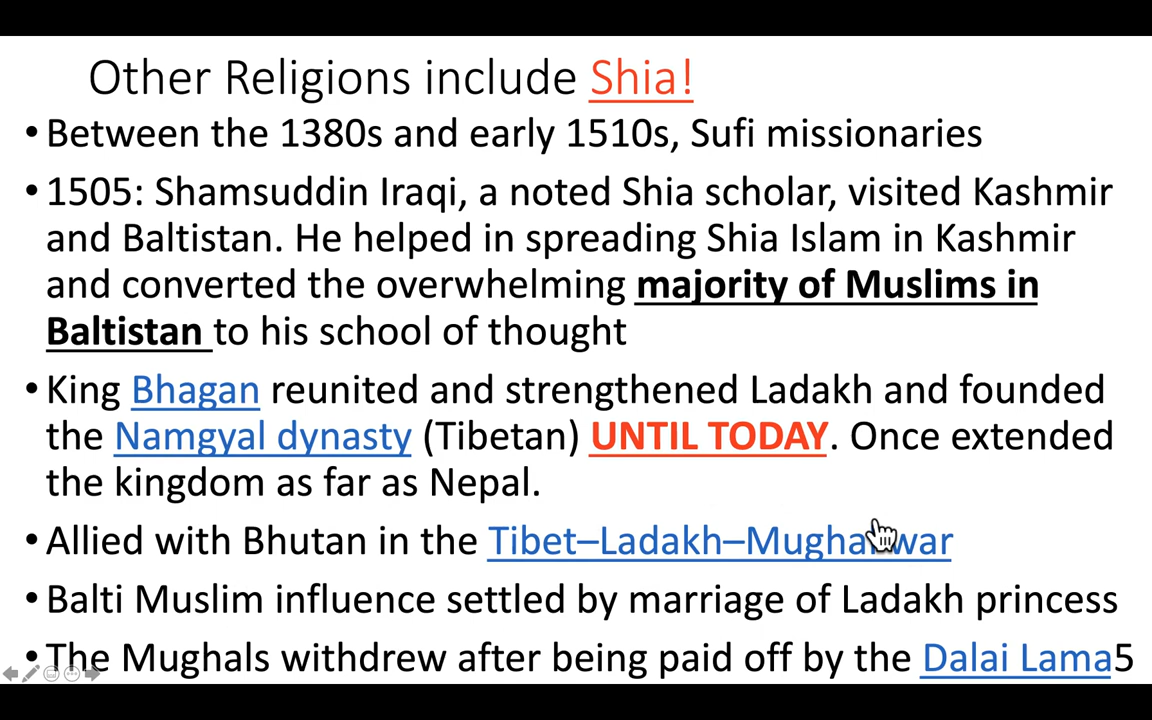 Other Religions include Shia!
• Between the 1380s and early 1510s, Sufi missionaries
• 1505: Shamsuddin Iraqi, a noted Shia scholar, visited Kashmir
and Baltistan. He helped in spreading Shia Islam in Kashmir
and converted the overwhelming majority of Muslims in
Baltistan to his school of thought
• King Bhagan reunited and strengthened Ladakh and founded
the Namgyal dynasty (Tibetan) UNTIL TODAY. Once extended
the kingdom as far as Nepal.
• Allied with Bhutan in the Tibet–Ladakh–Mughal war
• Balti Muslim influence settled by marriage of Ladakh princess
• The Mughals withdrew after being paid off by the Dalai Lama5